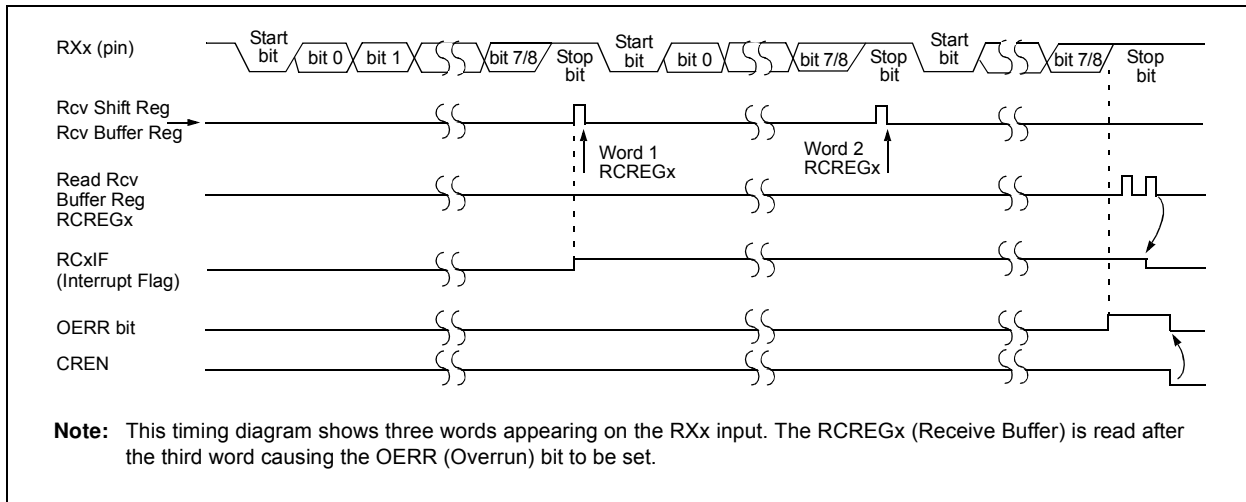 RXx (pin)
Start bit
bit 0
bit 1
bit 7/8
Stop bit
Start bit
bit 0
bit 7/8
Stop bit
Start bit
bit 7/8
Stop bit
Rcv Shift Reg
Rcv Buffer Reg
Word 1
RCREGx
Word 2
RCREGx
Read Rcv
Buffer Reg
RCREGx
RCxIF
(Interrupt Flag)
OERR bit
CREN
Note: This timing diagram shows three words appearing on the RXx input. The RCREGx (Receive Buffer) is read after
the third word causing the OERR (Overrun) bit to be set.